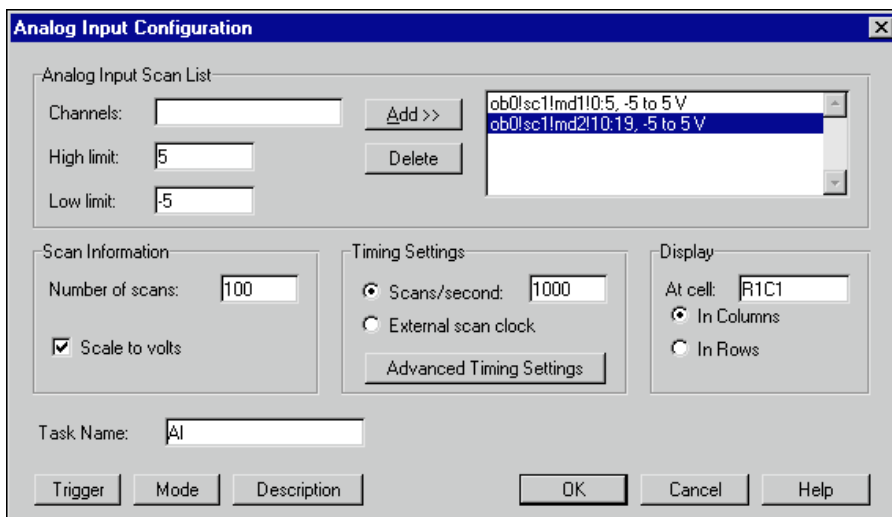 Analog Input Configuration
Analog Input Scan List
Channels:
Add >>
ob0!sc1!md1!0:5, -5 to 5 V
ob0!sc1!md2!10:19, -5 to 5 V
High limit: 5
Delete
Low limit: -5
Scan Information
Number of scans: 100
Scale to volts
Timing Settings
Scans/second: 1000
External scan clock
Advanced Timing Settings
Display
At cell: R1C1
In Columns
In Rows
Task Name: AI
Trigger Mode Description OK Cancel Help